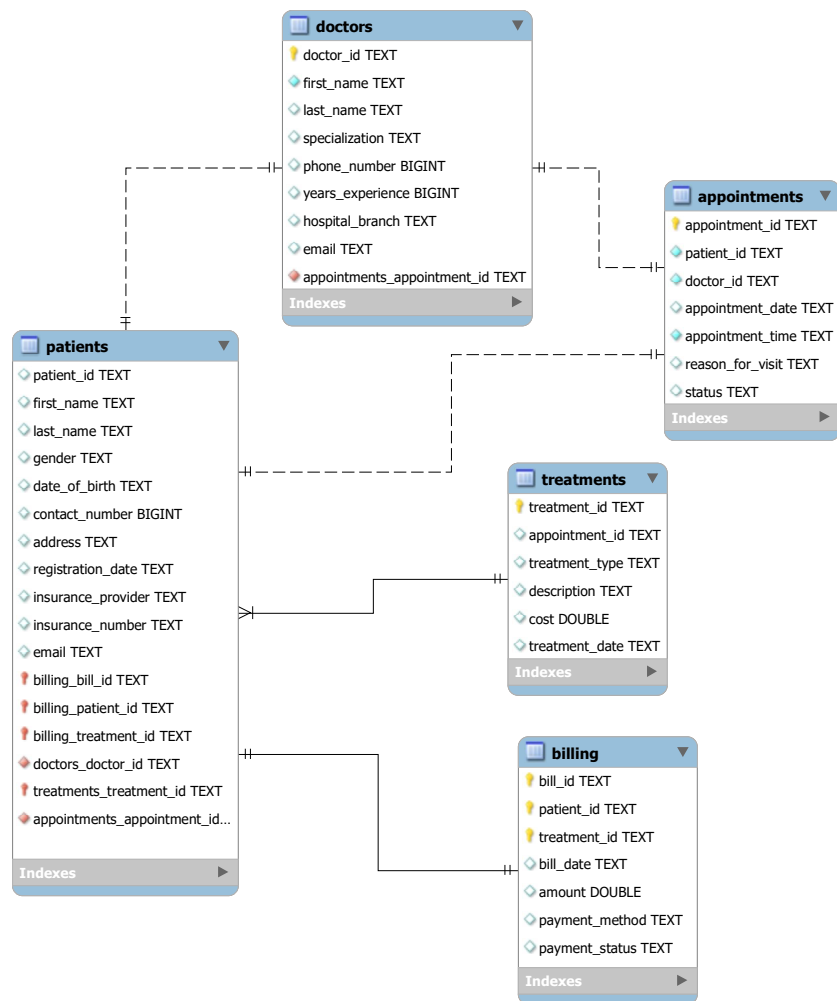 doctors
doctor_id TEXT
first_name TEXT
last_name TEXT
specialization TEXT
phone_number BIGINT
years_experience BIGINT
hospital_branch TEXT
email TEXT
appointments_appointment_id TEXT
Indexes
appointments
appointment_id TEXT
patient_id TEXT
doctor_id TEXT
appointment_date TEXT
appointment_time TEXT
reason_for_visit TEXT
status TEXT
Indexes
patients
patient_id TEXT
first_name TEXT
last_name TEXT
gender TEXT
date_of_birth TEXT
contact_number BIGINT
address TEXT
registration_date TEXT
insurance_provider TEXT
insurance_number TEXT
email TEXT
billing_bill_id TEXT
billing_patient_id TEXT
billing_treatment_id TEXT
doctors_doctor_id TEXT
treatments_treatment_id TEXT
appointments_appointment_id...
Indexes
treatments
treatment_id TEXT
appointment_id TEXT
treatment_type TEXT
description TEXT
cost DOUBLE
treatment_date TEXT
Indexes
billing
bill_id TEXT
patient_id TEXT
treatment_id TEXT
bill_date TEXT
amount DOUBLE
payment_method TEXT
payment_status TEXT
Indexes